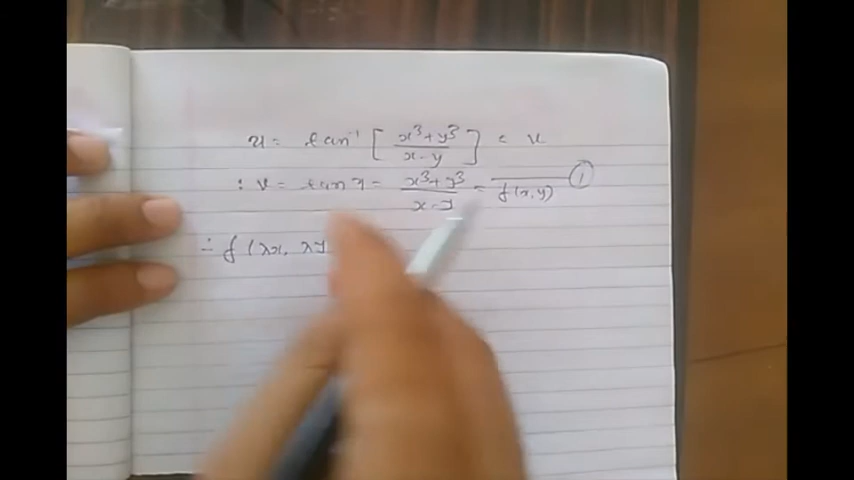 u = tan⁻¹ [ x³+y³ / x-y ] = v
∴ v = tan u = x³+y³ / x-y = f(x,y) ①
∴ f (λx, λy